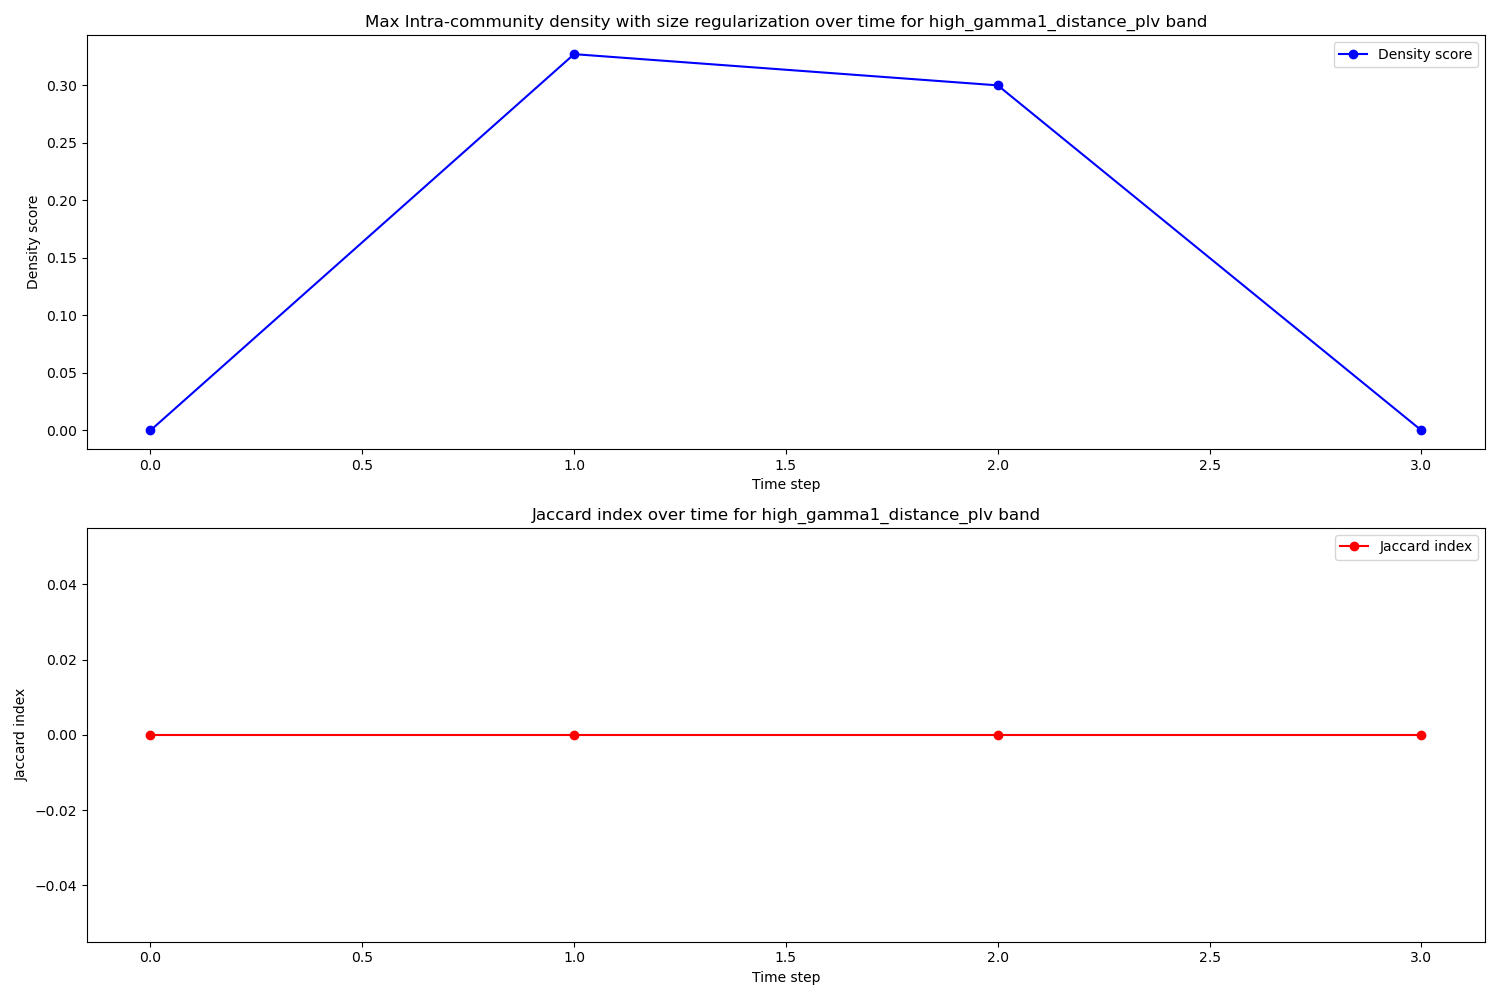 Max Intra-community density with size regularization over time for high_gamma1_distance_plv band
Density score
0.30
0.25
0.20
0.15
0.10
0.05
0.00
Density score
0.0 0.5 1.0 1.5 2.0 2.5 3.0
Time step
Jaccard index over time for high_gamma1_distance_plv band
Jaccard index
0.04
0.02
0.00
−0.02
−0.04
Jaccard index
0.0 0.5 1.0 1.5 2.0 2.5 3.0
Time step